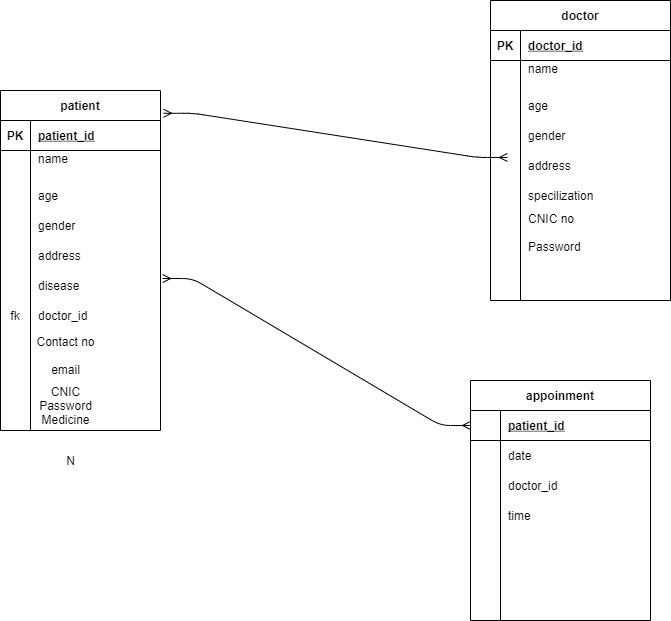 doctor
PK doctor_id
name
age
gender
address
specilization
CNIC no
Password
patient
PK patient_id
name
age
gender
address
disease
fk doctor_id
Contact no
email
CNIC
Password
Medicine
N
appoinment
patient_id
date
doctor_id
time